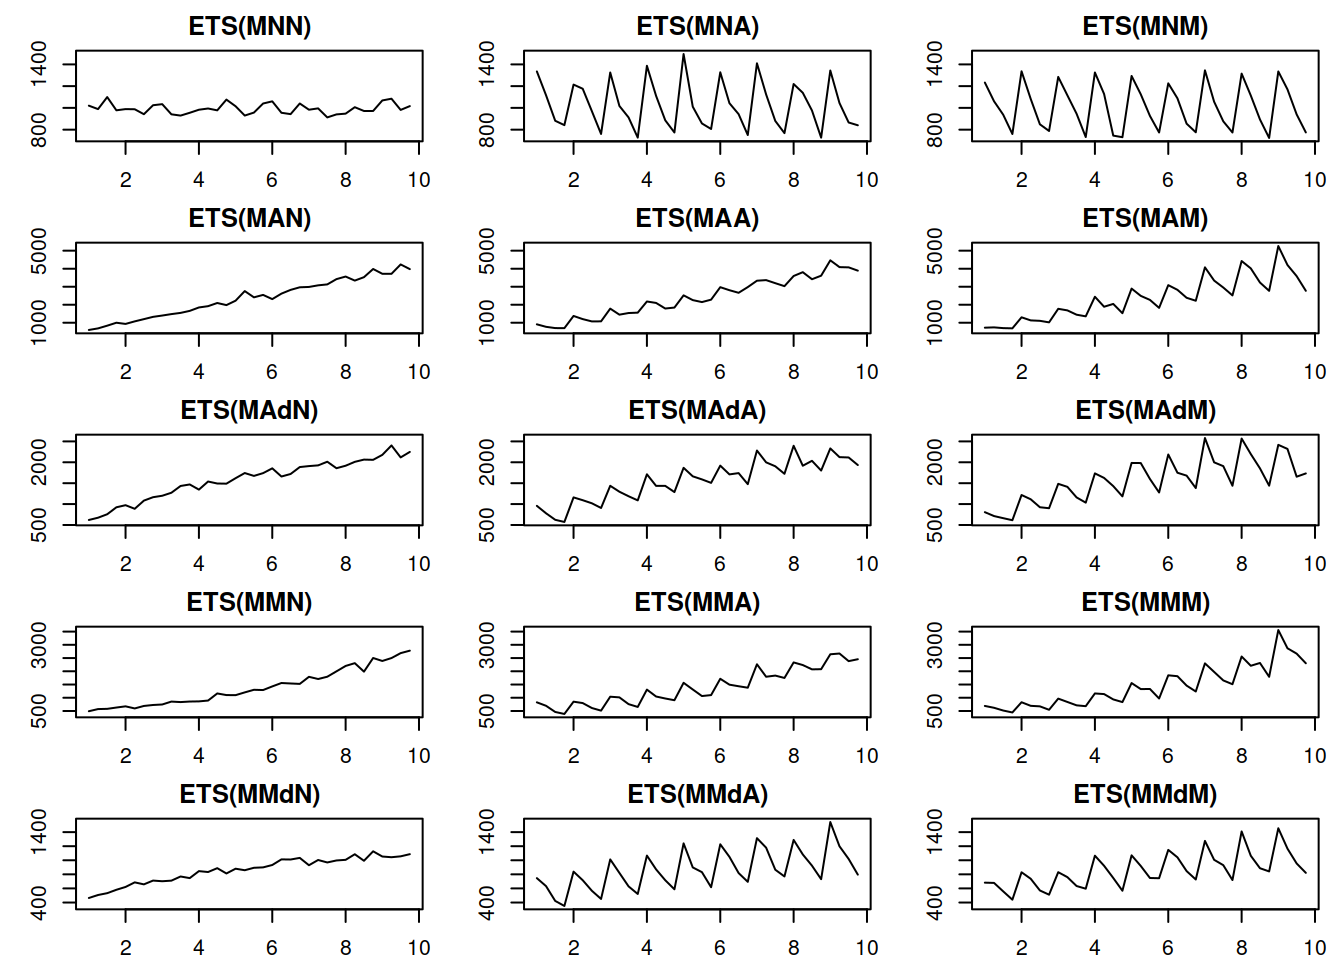 ETS(MNN) ETS(MNA) ETS(MNM)
1400 1400 1400
800 800 800
2 4 6 8 10 2 4 6 8 10 2 4 6 8 10
ETS(MAN) ETS(MAA) ETS(MAM)
5000 5000 5000
1000 1000 1000
2 4 6 8 10 2 4 6 8 10 2 4 6 8 10
ETS(MAdN) ETS(MAdA) ETS(MAdM)
2000 2000 2000
500 500 500
2 4 6 8 10 2 4 6 8 10 2 4 6 8 10
ETS(MMN) ETS(MMA) ETS(MMM)
3000 3000 3000
500 500 500
2 4 6 8 10 2 4 6 8 10 2 4 6 8 10
ETS(MMdN) ETS(MMdA) ETS(MMdM)
1400 1400 1400
400 400 400
2 4 6 8 10 2 4 6 8 10 2 4 6 8 10